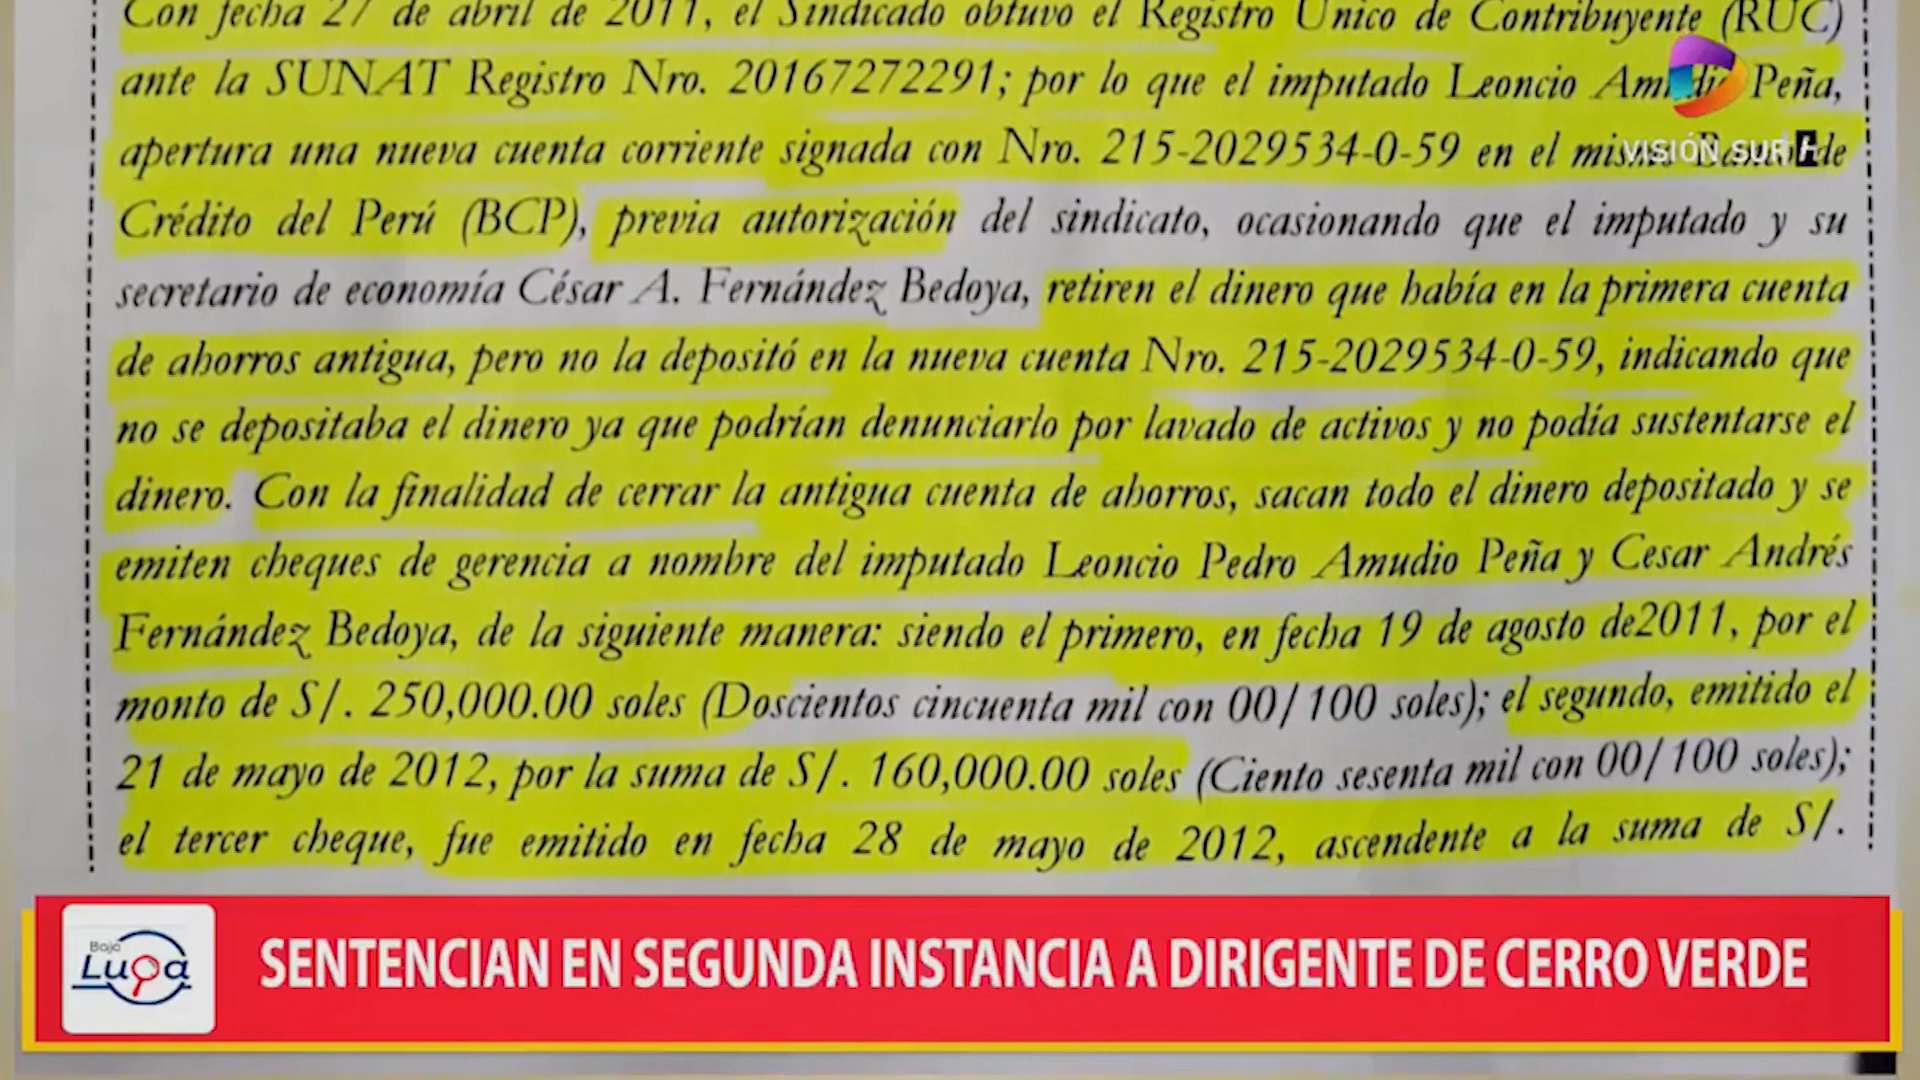 Con fecha 27 de abril de 2011, el Sindicado obtuvo el Registro Único de Contribuyente (RUC)
ante la SUNAT Registro Nro. 20167272291; por lo que el imputado Leoncio Amudio Peña,
apertura una nueva cuenta corriente signada con Nro. 215-2029534-0-59 en el mismo Banco de
Crédito del Perú (BCP), previa autorización del sindicato, ocasionando que el imputado y su
secretario de economía César A. Fernández Bedoya, retiren el dinero que había en la primera cuenta
de ahorros antigua, pero no la depositó en la nueva cuenta Nro. 215-2029534-0-59, indicando que
no se depositaba el dinero ya que podrían denunciarlo por lavado de activos y no podía sustentarse el
dinero. Con la finalidad de cerrar la antigua cuenta de ahorros, sacan todo el dinero depositado y se
emiten cheques de gerencia a nombre del imputado Leoncio Pedro Amudio Peña y Cesar Andrés
Fernández Bedoya, de la siguiente manera: siendo el primero, en fecha 19 de agosto de2011, por el
monto de S/. 250,000.00 soles (Doscientos cincuenta mil con 00/100 soles); el segundo, emitido el
21 de mayo de 2012, por la suma de S/. 160,000.00 soles (Ciento sesenta mil con 00/100 soles);
el tercer cheque, fue emitido en fecha 28 de mayo de 2012, ascendente a la suma de S/.
VISIÓN SUR H
Bajo
Lupa
SENTENCIAN EN SEGUNDA INSTANCIA A DIRIGENTE DE CERRO VERDE